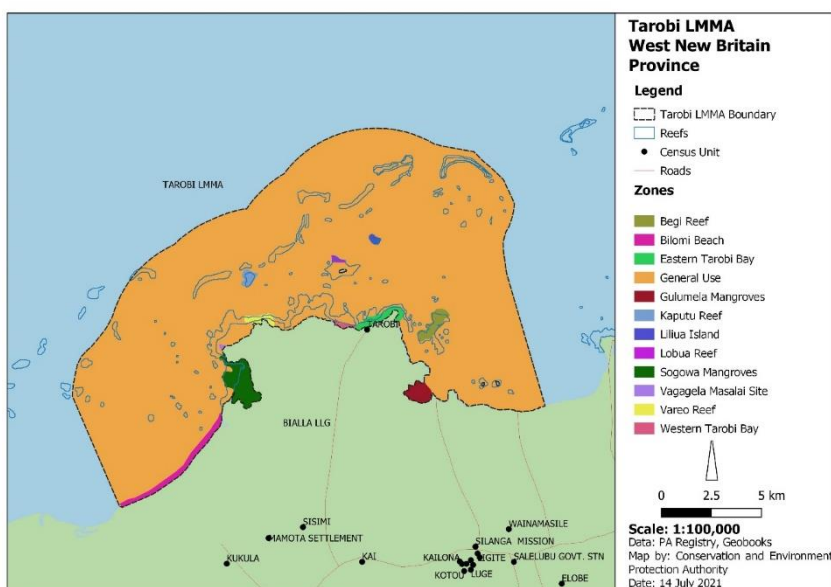 TAROBI LMMA
TAROBI
BIALLA LLG
SISIMI
MAMOTA SETTLEMENT
KUKULA
KAI
WAINAMASILE
SILANGA MISSION
KAILONA
SALELUBU GOVT. STN
KOTOU
LUGE
Tarobi LMMA
West New Britain
Province
Legend
Tarobi LMMA Boundary
Reefs
Census Unit
Roads
Zones
Begi Reef
Bilomi Beach
Eastern Tarobi Bay
General Use
Gulumela Mangroves
Kaputu Reef
Liliua Island
Lobua Reef
Sogowa Mangroves
Vagagela Masalai Site
Vareo Reef
Western Tarobi Bay
0 2.5 5 km
Scale: 1:100,000
Data: PA Registry, Geobooks
Map by: Conservation and Environment
Protection Authority
Date: 14 July 2021